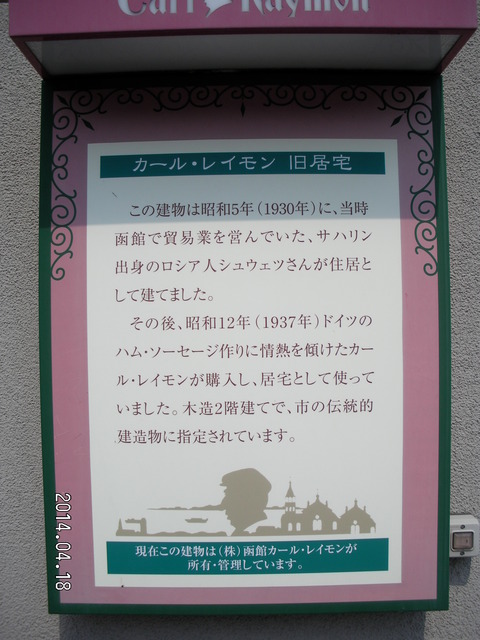 Carl Raymon
カール・レイモン 旧居宅
この建物は昭和5年(1930年)に、当時
函館で貿易業を営んでいた、サハリン
出身のロシア人シュウェツさんが住居と
して建てました。
その後、昭和12年(1937年)ドイツの
ハム・ソーセージ作りに情熱を傾けたカー
ル・レイモンが購入し、居宅として使って
いました。木造2階建てで、市の伝統的
建造物に指定されています。
現在この建物は(株)函館カール・レイモンが
所有・管理しています。
2014.04.18